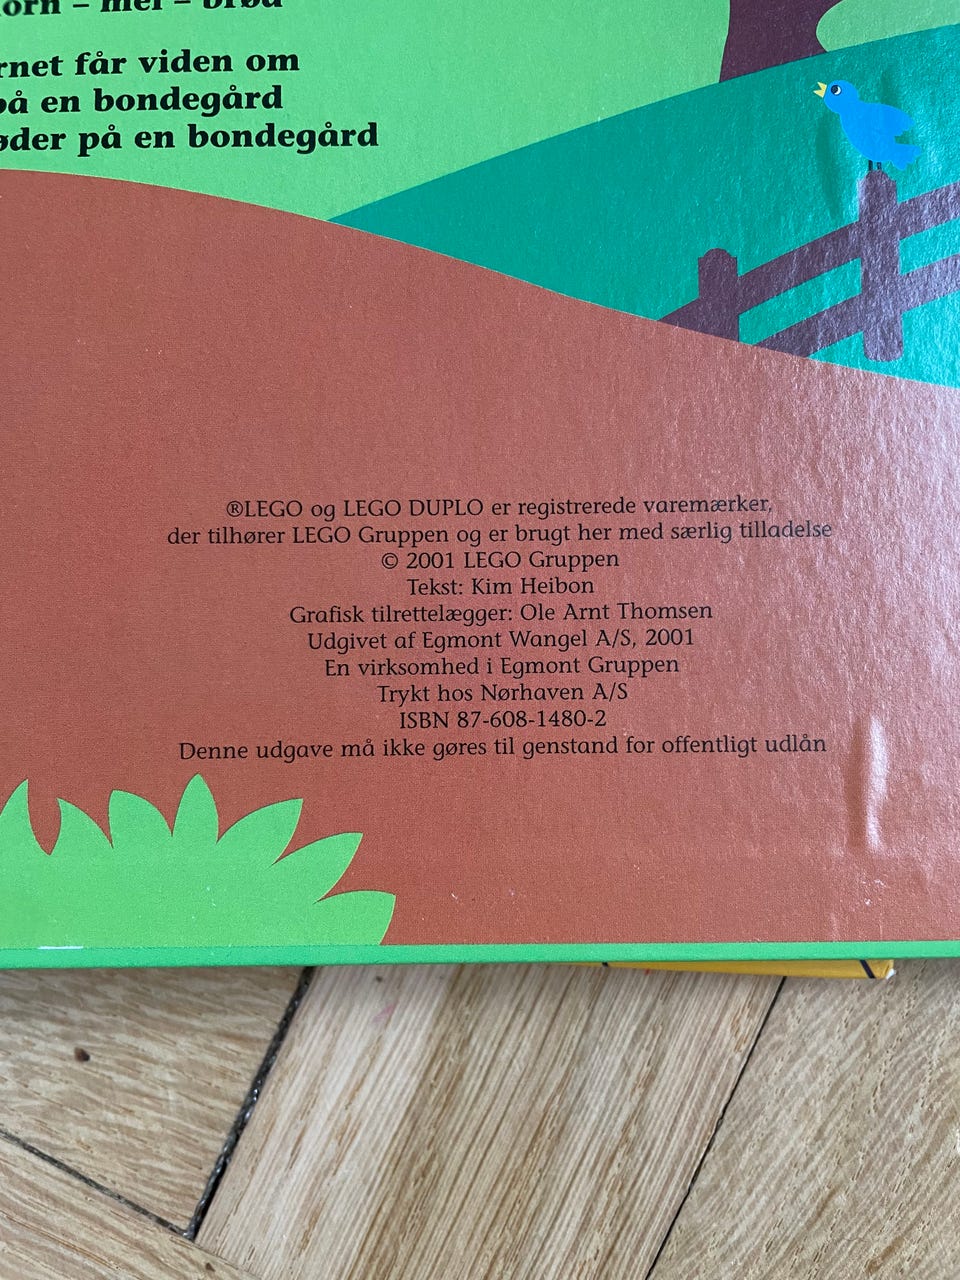 – mel – brød
får viden om
på en bondegård
på en bondegård
®LEGO og LEGO DUPLO er registrerede varemærker,
der tilhører LEGO Gruppen og er brugt her med særlig tilladelse
© 2001 LEGO Gruppen
Tekst: Kim Heibon
Grafisk tilrettelægger: Ole Arnt Thomsen
Udgivet af Egmont Wangel A/S, 2001
En virksomhed i Egmont Gruppen
Trykt hos Nørhaven A/S
ISBN 87-608-1480-2
Denne udgave må ikke gøres til genstand for offentligt udlån